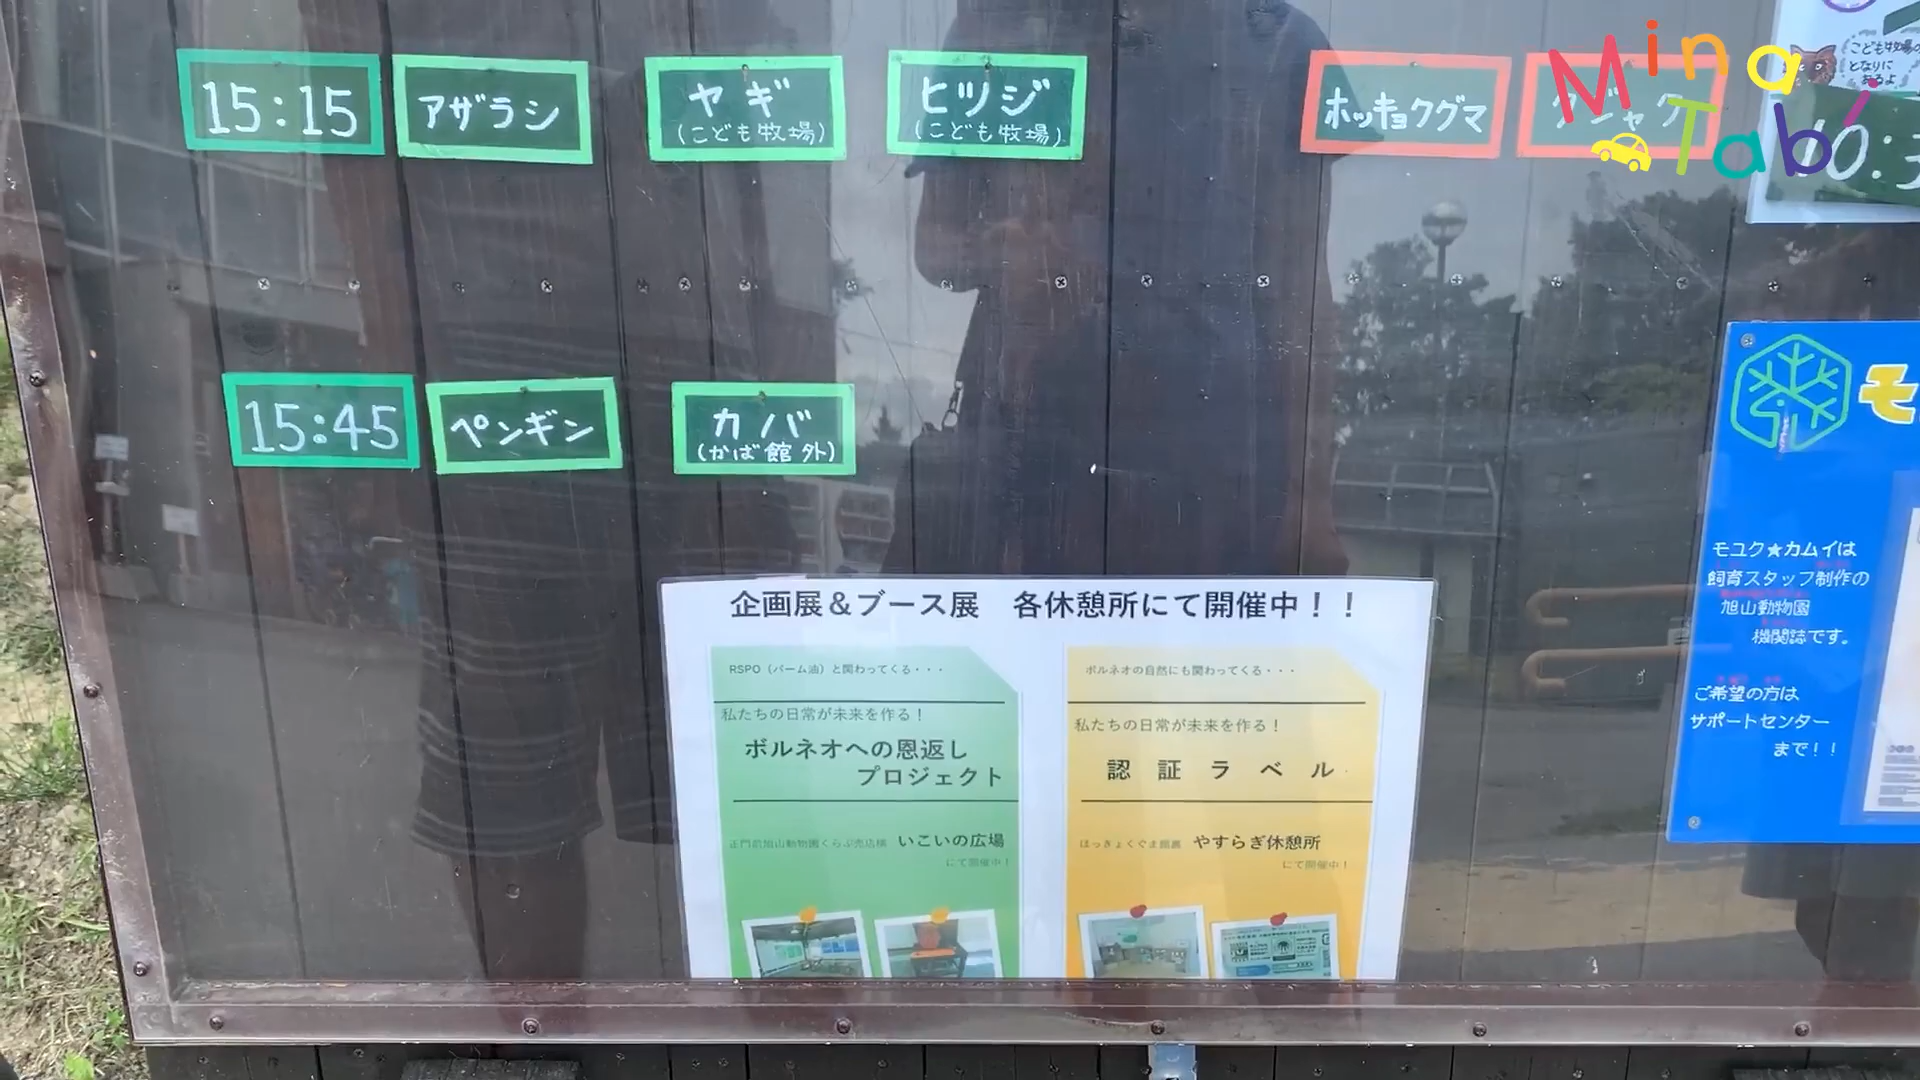 15:15
アザラシ
ヤギ
(こども牧場)
ヒツジ
(こども牧場)
ホッキョクグマ
Mina
Tabi
こども牧場の
となりに
あるよ
15:45
ペンギン
カバ
(かば館 外)
企画展&ブース展 各休憩所にて開催中!!
RSPO(パーム油)と関わってくる・・・
私たちの日常が未来を作る!
ボルネオへの恩返し
プロジェクト
正門前旭山動物園くらぶ売店横 いこいの広場
にて開催中!
ボルネオの自然にも関わってくる・・・
私たちの日常が未来を作る!
認証ラベル
ほっきょくぐま館裏 やすらぎ休憩所
にて開催中!
モ
モユク★カムイは
飼育スタッフ制作の
旭山動物園
機関誌です。
ご希望の方は
サポートセンター
まで!!